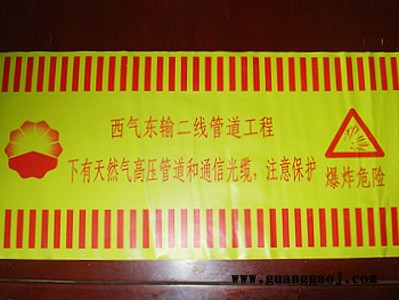 西气东输二线管道工程
下有天然气高压管道和通信光缆，注意保护
爆炸危险
www.guanggaoj.com